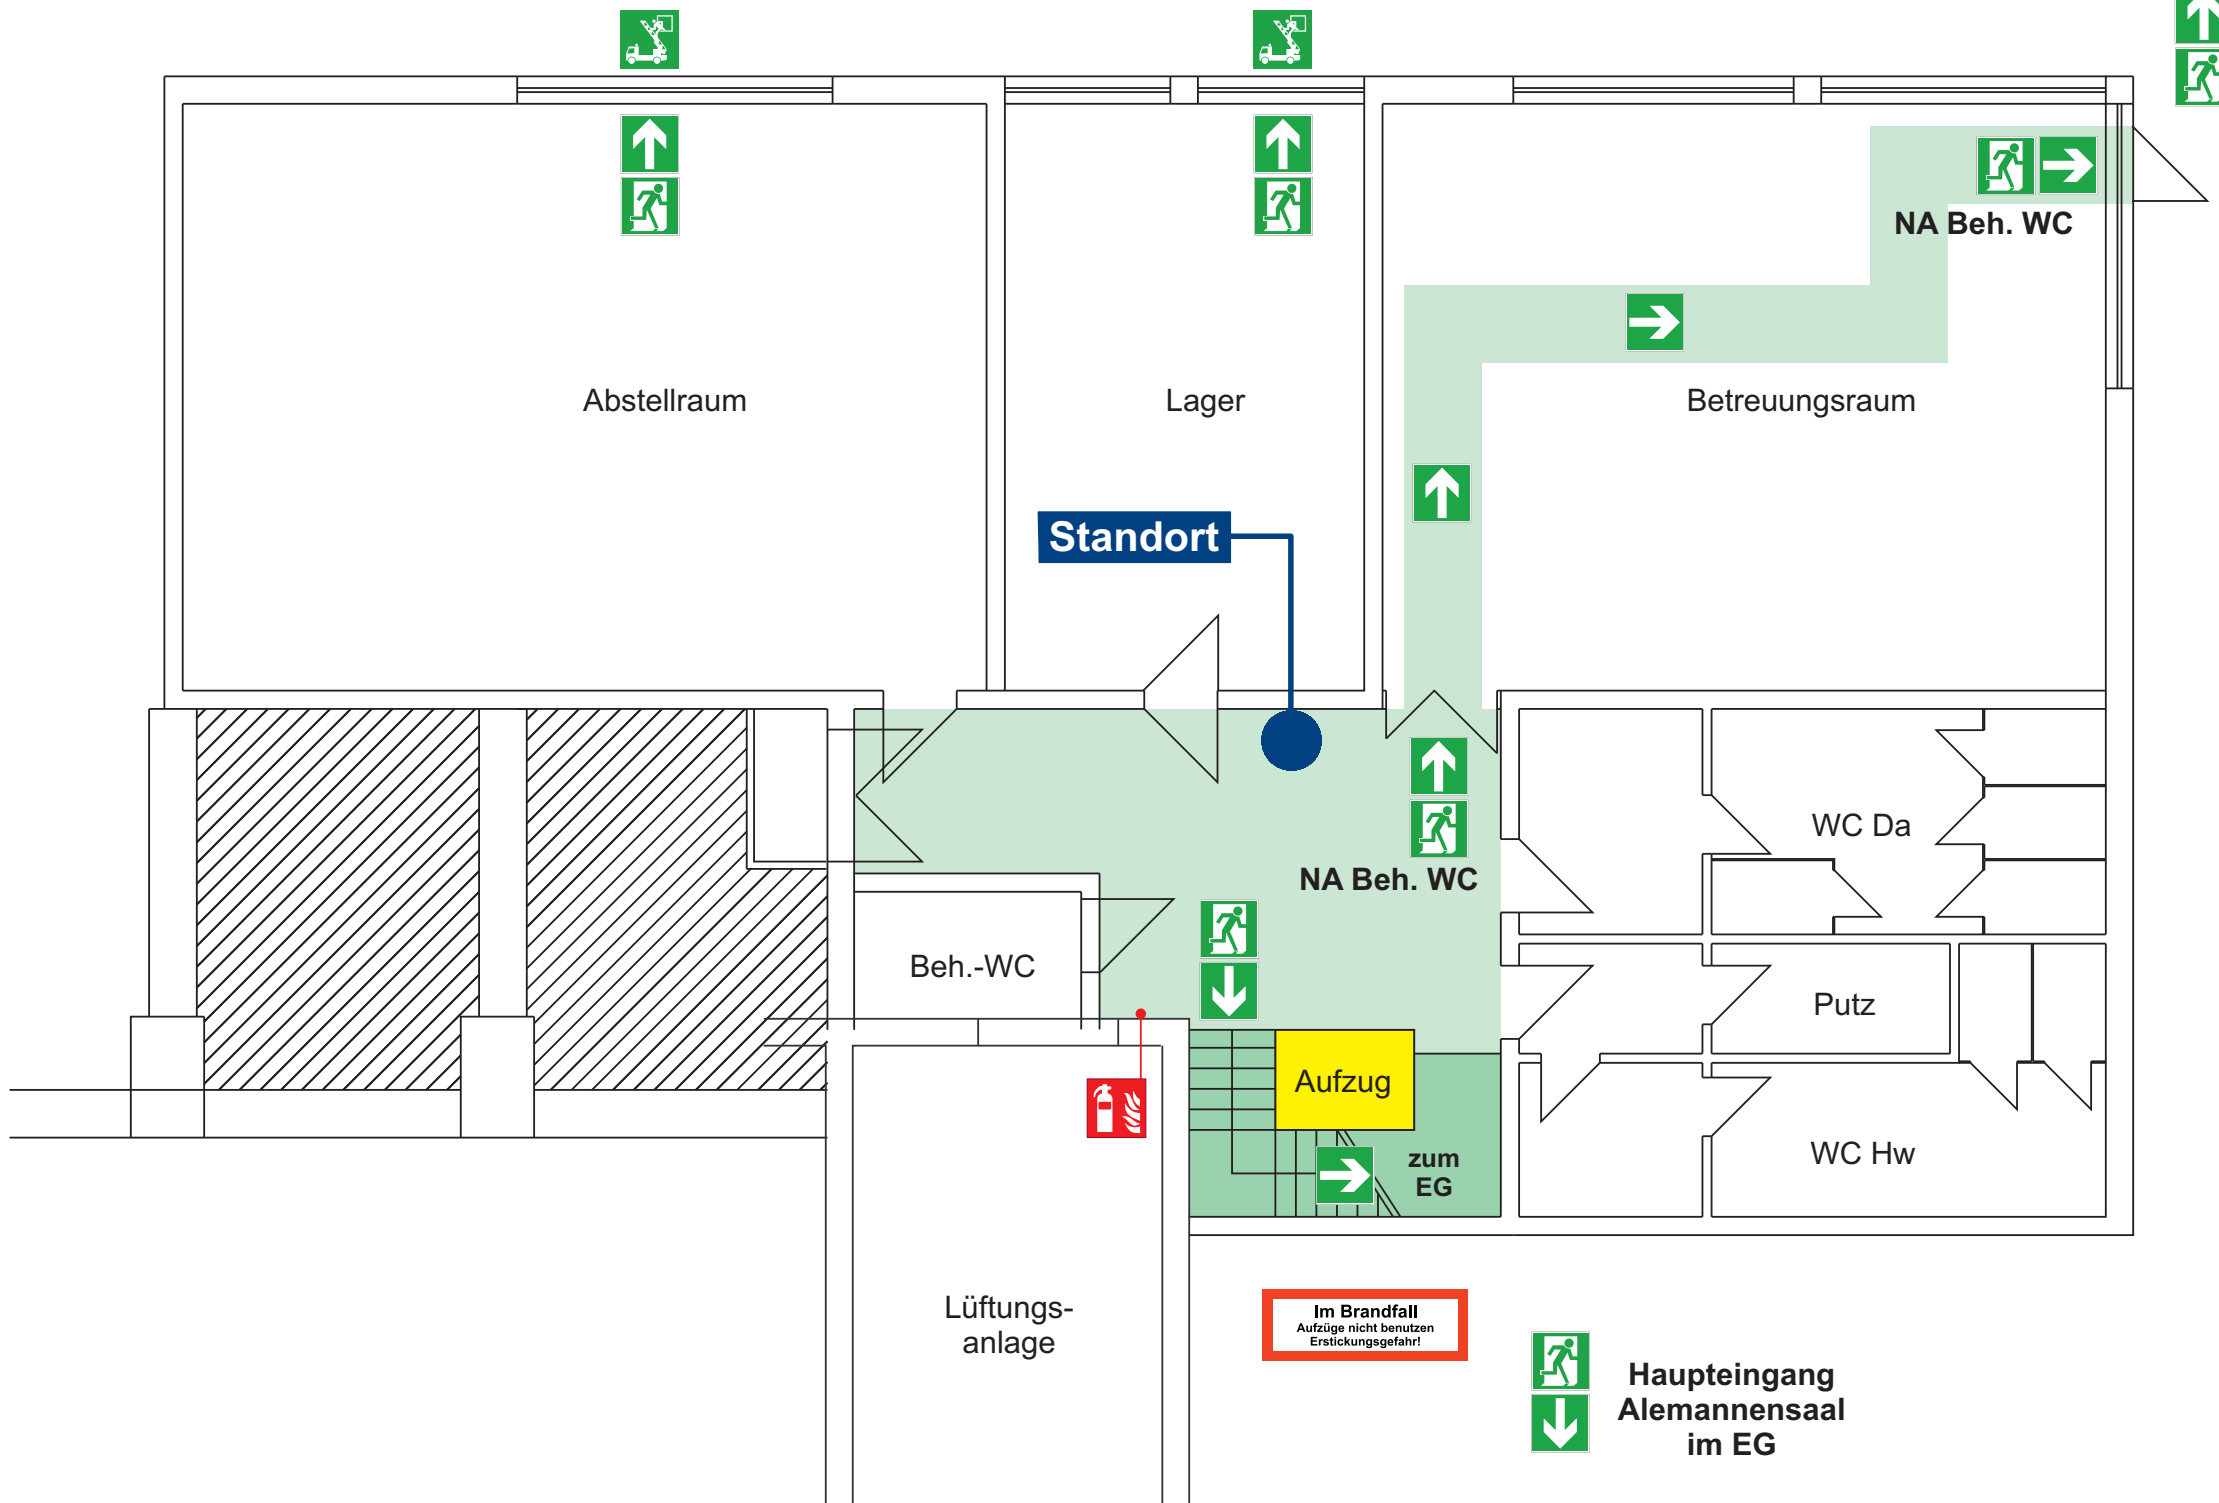 NA Beh. WC
Abstellraum
Lager
Betreuungsraum
Standort
WC Da
NA Beh. WC
Beh.-WC
Putz
Aufzug
zum
EG
WC Hw
Lüftungs-
anlage
Im Brandfall
Aufzüge nicht benutzen
Erstickungsgefahr!
Haupteingang
Alemannensaal
im EG